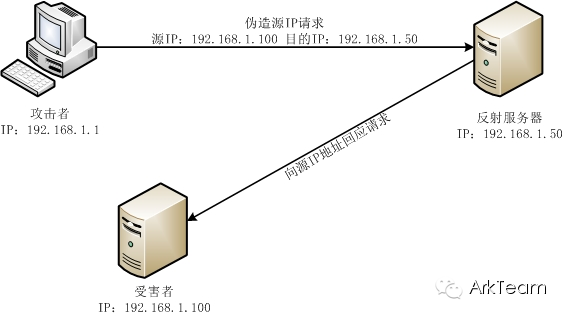 伪造源IP请求
源IP: 192.168.1.100 目的IP: 192.168.1.50
攻击者
IP: 192.168.1.1
反射服务器
IP: 192.168.1.50
向源IP地址回应请求
受害者
IP: 192.168.1.100
ArkTeam